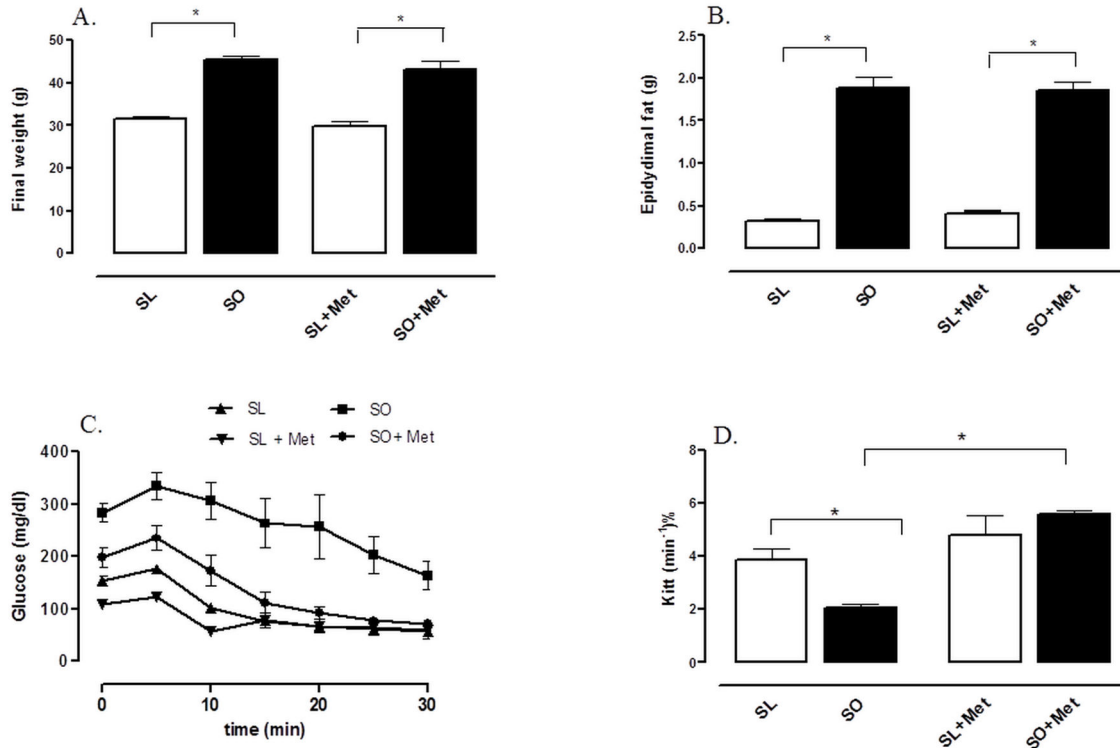 A.
*
*
Final weight (g)
50
40
30
20
10
0
SL
SO
SL+Met
SO+Met
B.
*
*
Epidydimal fat (g)
2.5
2.0
1.5
1.0
0.5
0.0
SL
SO
SL+Met
SO+Met
C.
SL
SO
SL + Met
SO+ Met
Glucose (mg/dl)
400
300
200
100
0
0
10
20
30
time (min)
D.
*
*
Kitt (min⁻¹)%
8
6
4
2
0
SL
SO
SL+Met
SO+Met